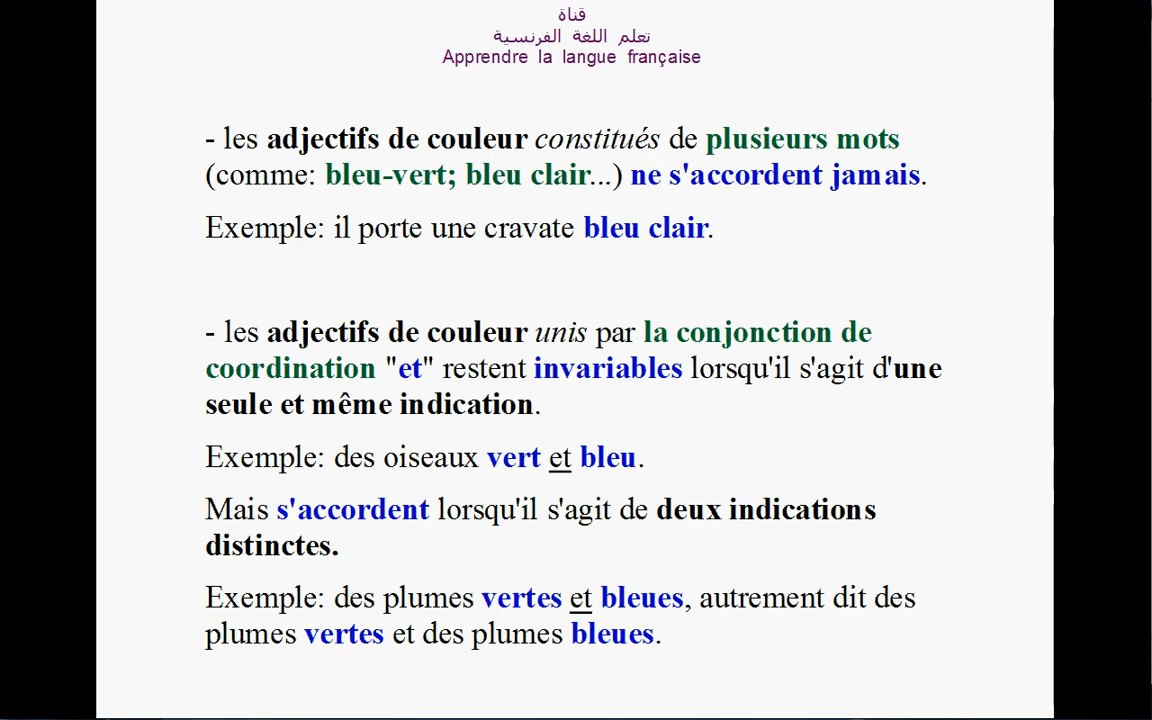 قناة
تعلم اللغة الفرنسية
Apprendre la langue française
- les adjectifs de couleur constitués de plusieurs mots
(comme: bleu-vert; bleu clair...) ne s'accordent jamais.
Exemple: il porte une cravate bleu clair.
- les adjectifs de couleur unis par la conjonction de
coordination "et" restent invariables lorsqu'il s'agit d'une
seule et même indication.
Exemple: des oiseaux vert et bleu.
Mais s'accordent lorsqu'il s'agit de deux indications
distinctes.
Exemple: des plumes vertes et bleues, autrement dit des
plumes vertes et des plumes bleues.